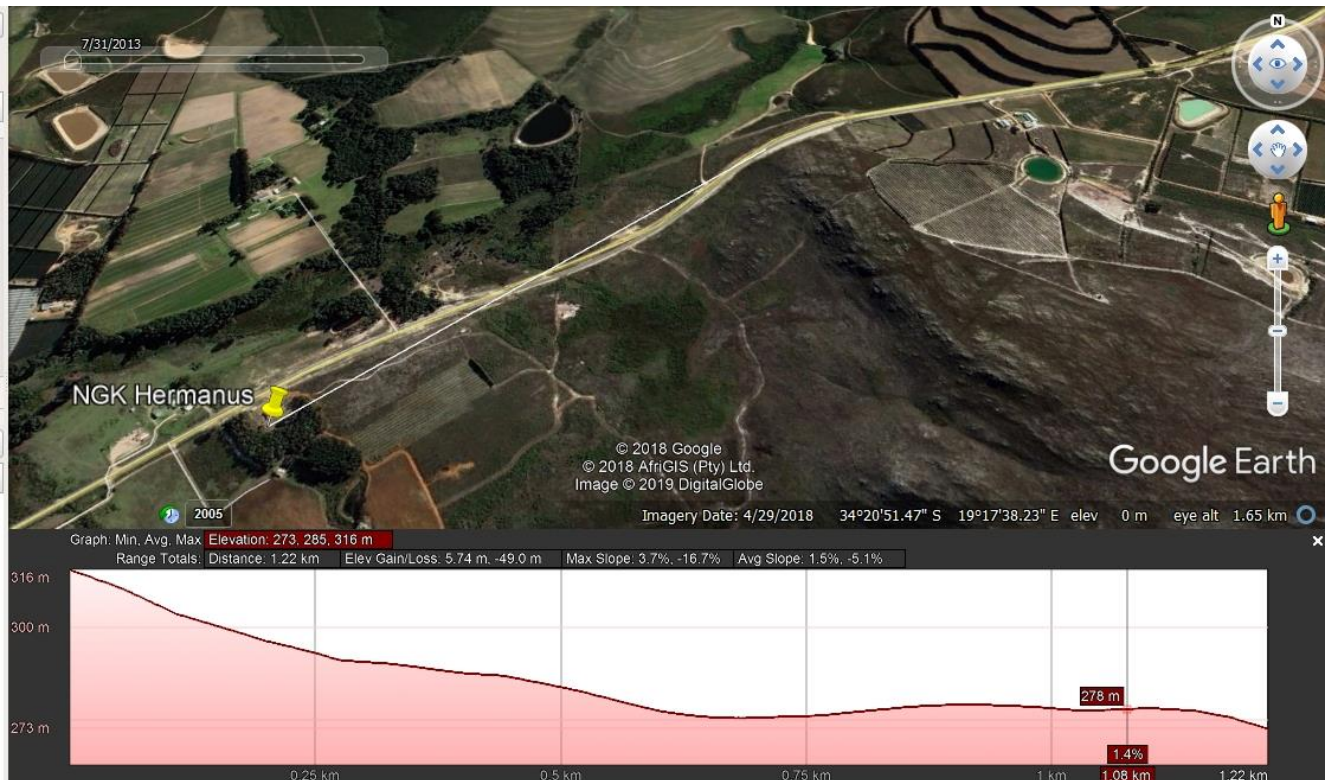 7/31/2013
N
NGK Hermanus
© 2018 Google
© 2018 AfriGIS (Pty) Ltd.
Image © 2019 DigitalGlobe
Google Earth
2005
Imagery Date: 4/29/2018 34°20'51.47" S 19°17'38.23" E elev 0 m eye alt 1.65 km
Graph: Min, Avg, Max Elevation: 273, 285, 316 m
Range Totals: Distance: 1.22 km Elev Gain/Loss: 5.74 m, -49.0 m Max Slope: 3.7%, -16.7% Avg Slope: 1.5%, -5.1%
316 m
300 m
278 m
273 m
1.4%
0.25 km 0.5 km 0.75 km 1 km 1.08 km 1.22 km